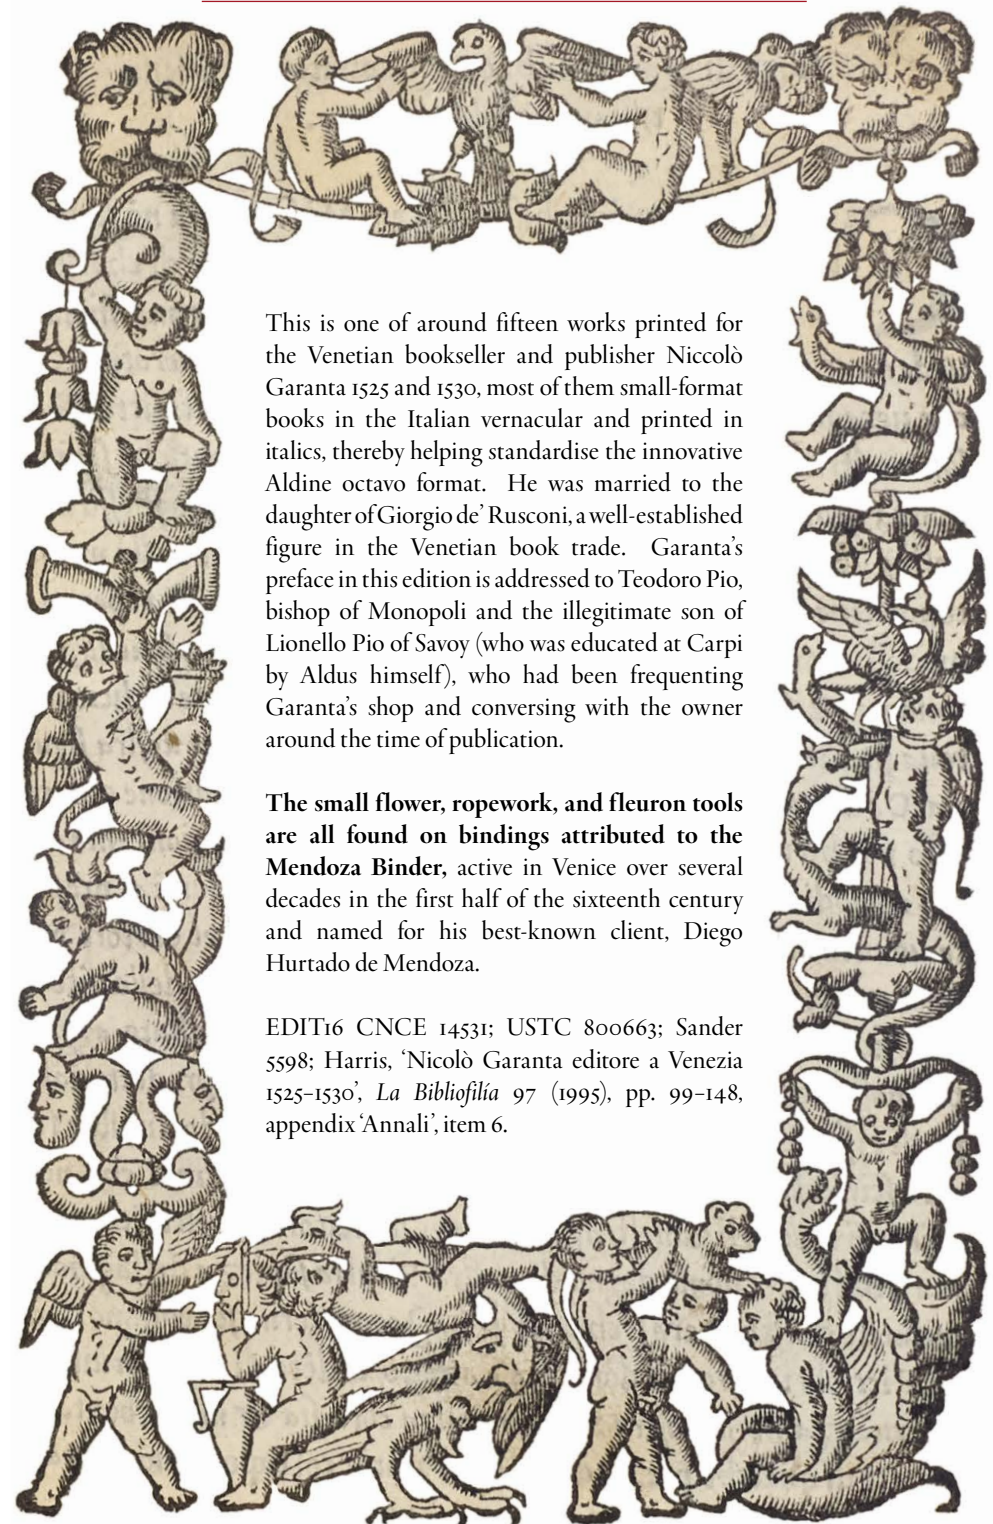 This is one of around fifteen works printed for
the Venetian bookseller and publisher Niccolò
Garanta 1525 and 1530, most of them small-format
books in the Italian vernacular and printed in
italics, thereby helping standardise the innovative
Aldine octavo format. He was married to the
daughter of Giorgio de’ Rusconi, a well-established
figure in the Venetian book trade. Garanta’s
preface in this edition is addressed to Teodoro Pio,
bishop of Monopoli and the illegitimate son of
Lionello Pio of Savoy (who was educated at Carpi
by Aldus himself), who had been frequenting
Garanta’s shop and conversing with the owner
around the time of publication.
The small flower, ropework, and fleuron tools
are all found on bindings attributed to the
Mendoza Binder, active in Venice over several
decades in the first half of the sixteenth century
and named for his best-known client, Diego
Hurtado de Mendoza.
EDIT16 CNCE 14531; USTC 800663; Sander
5598; Harris, ‘Nicolò Garanta editore a Venezia
1525–1530’, La Bibliofilía 97 (1995), pp. 99–148,
appendix ‘Annali’, item 6.